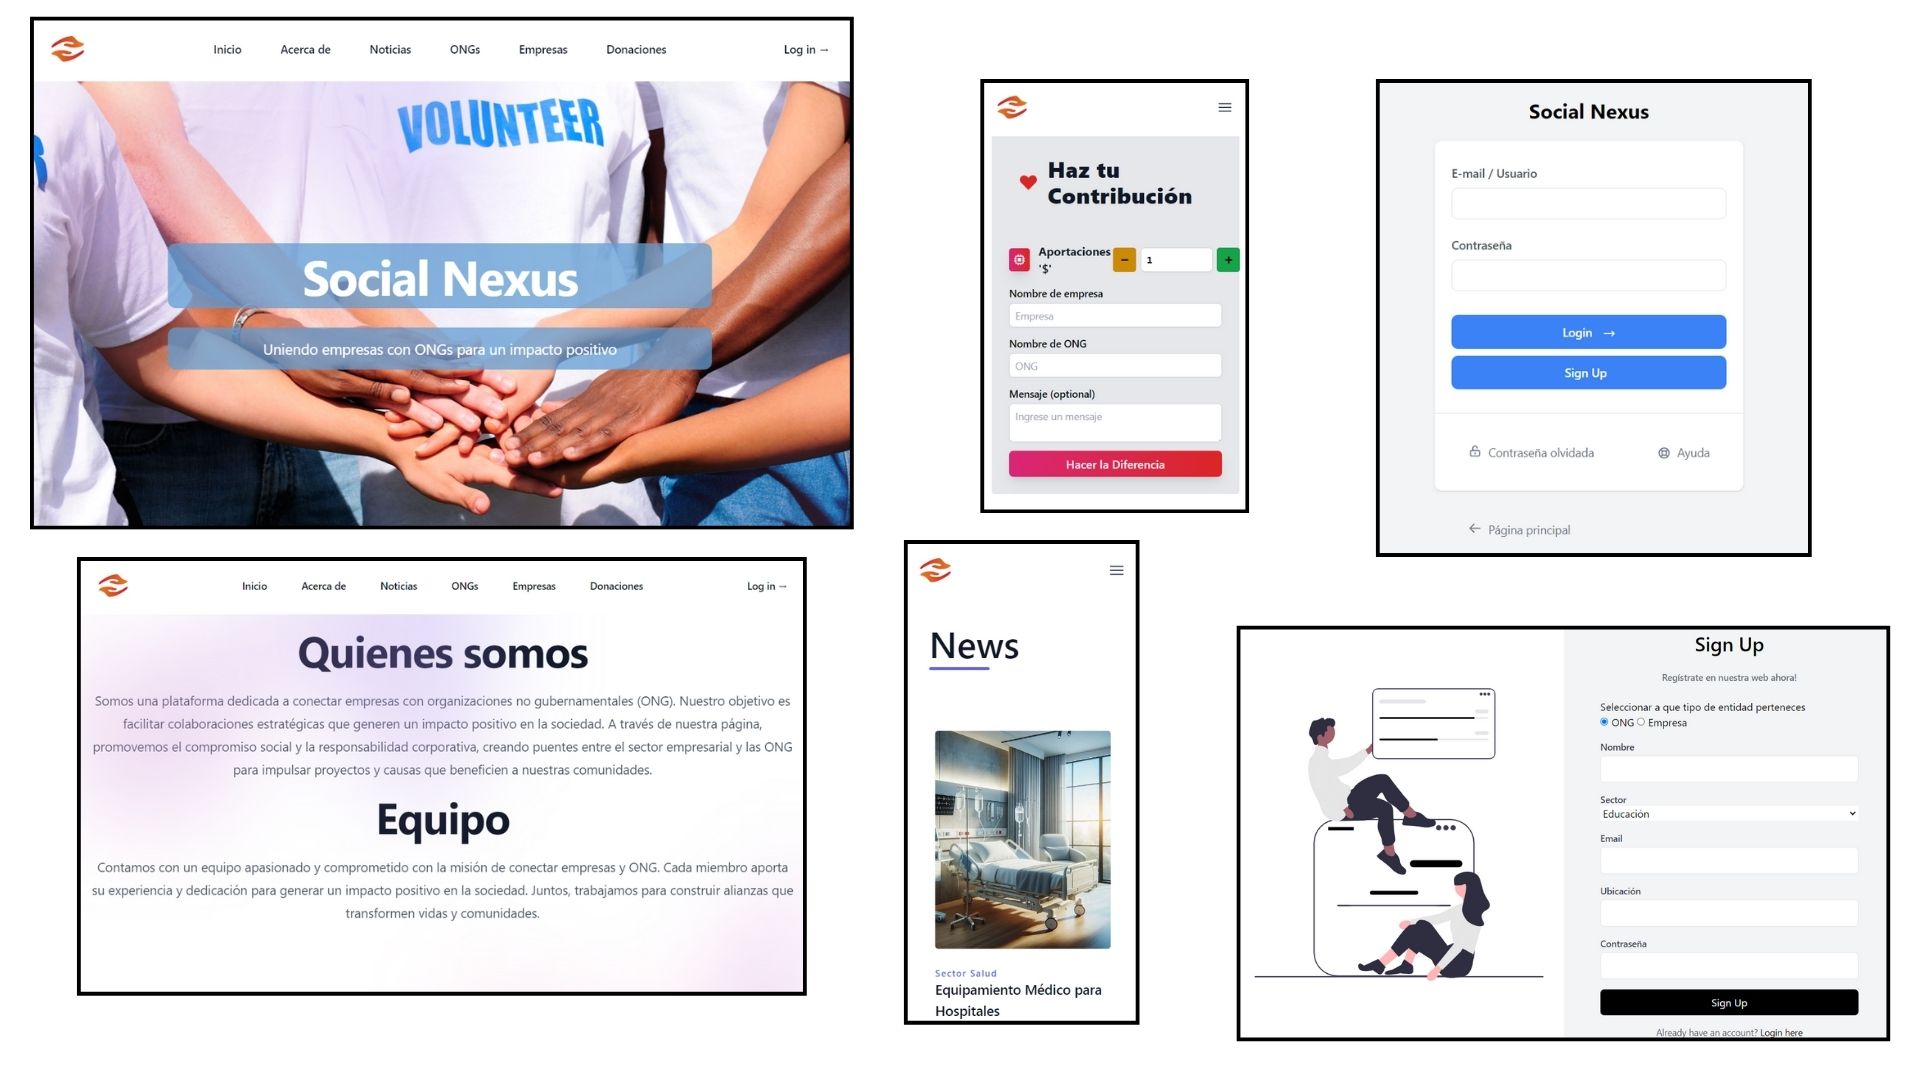 Inicio Acerca de Noticias ONGs Empresas Donaciones Log in →
VOLUNTEER
Social Nexus
Uniendo empresas con ONGs para un impacto positivo
Haz tu
Contribución
Aportaciones
'$'
− 1 +
Nombre de empresa
Empresa
Nombre de ONG
ONG
Mensaje (optional)
Ingrese un mensaje
Hacer la Diferencia
Social Nexus
E-mail / Usuario
Contraseña
Login →
Sign Up
Contraseña olvidada Ayuda
← Página principal
Inicio Acerca de Noticias ONGs Empresas Donaciones Log in →
Quienes somos
Somos una plataforma dedicada a conectar empresas con organizaciones no gubernamentales (ONG). Nuestro objetivo es
facilitar colaboraciones estratégicas que generen un impacto positivo en la sociedad. A través de nuestra página,
promovemos el compromiso social y la responsabilidad corporativa, creando puentes entre el sector empresarial y las ONG
para impulsar proyectos y causas que beneficien a nuestras comunidades.
Equipo
Contamos con un equipo apasionado y comprometido con la misión de conectar empresas y ONG. Cada miembro aporta
su experiencia y dedicación para generar un impacto positivo en la sociedad. Juntos, trabajamos para construir alianzas que
transformen vidas y comunidades.
News
Sector Salud
Equipamiento Médico para
Hospitales
Sign Up
Regístrate en nuestra web ahora!
Seleccionar a que tipo de entidad perteneces
ONG Empresa
Nombre
Sector
Educación
Email
Ubicación
Contraseña
Sign Up
Already have an account? Login here